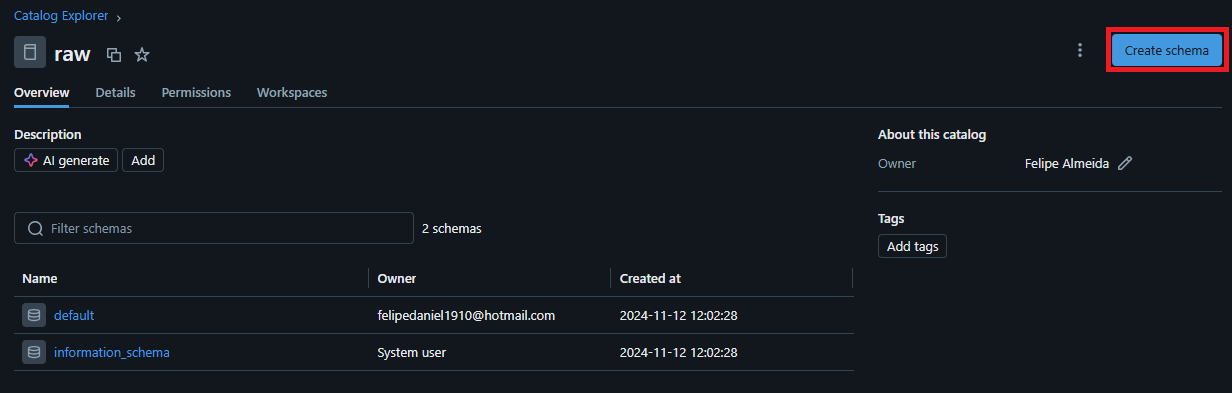 Catalog Explorer
raw
Create schema
Overview Details Permissions Workspaces
Description
AI generate Add
About this catalog
Owner Felipe Almeida
Tags
Add tags
Filter schemas 2 schemas
Name Owner Created at
default felipedaniel1910@hotmail.com 2024-11-12 12:02:28
information_schema System user 2024-11-12 12:02:28